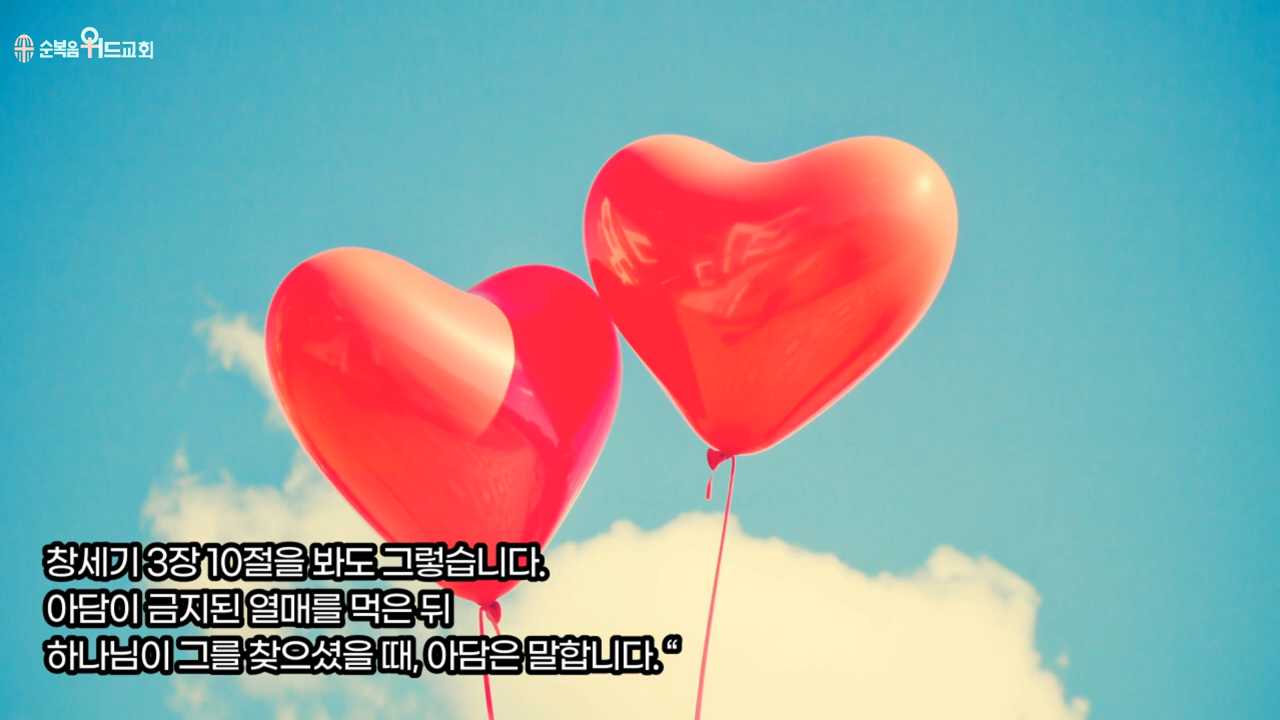 순복음워드교회
창세기 3장 10절을 봐도 그렇습니다.
아담이 금지된 열매를 먹은 뒤
하나님이 그를 찾으셨을 때, 아담은 말합니다. “